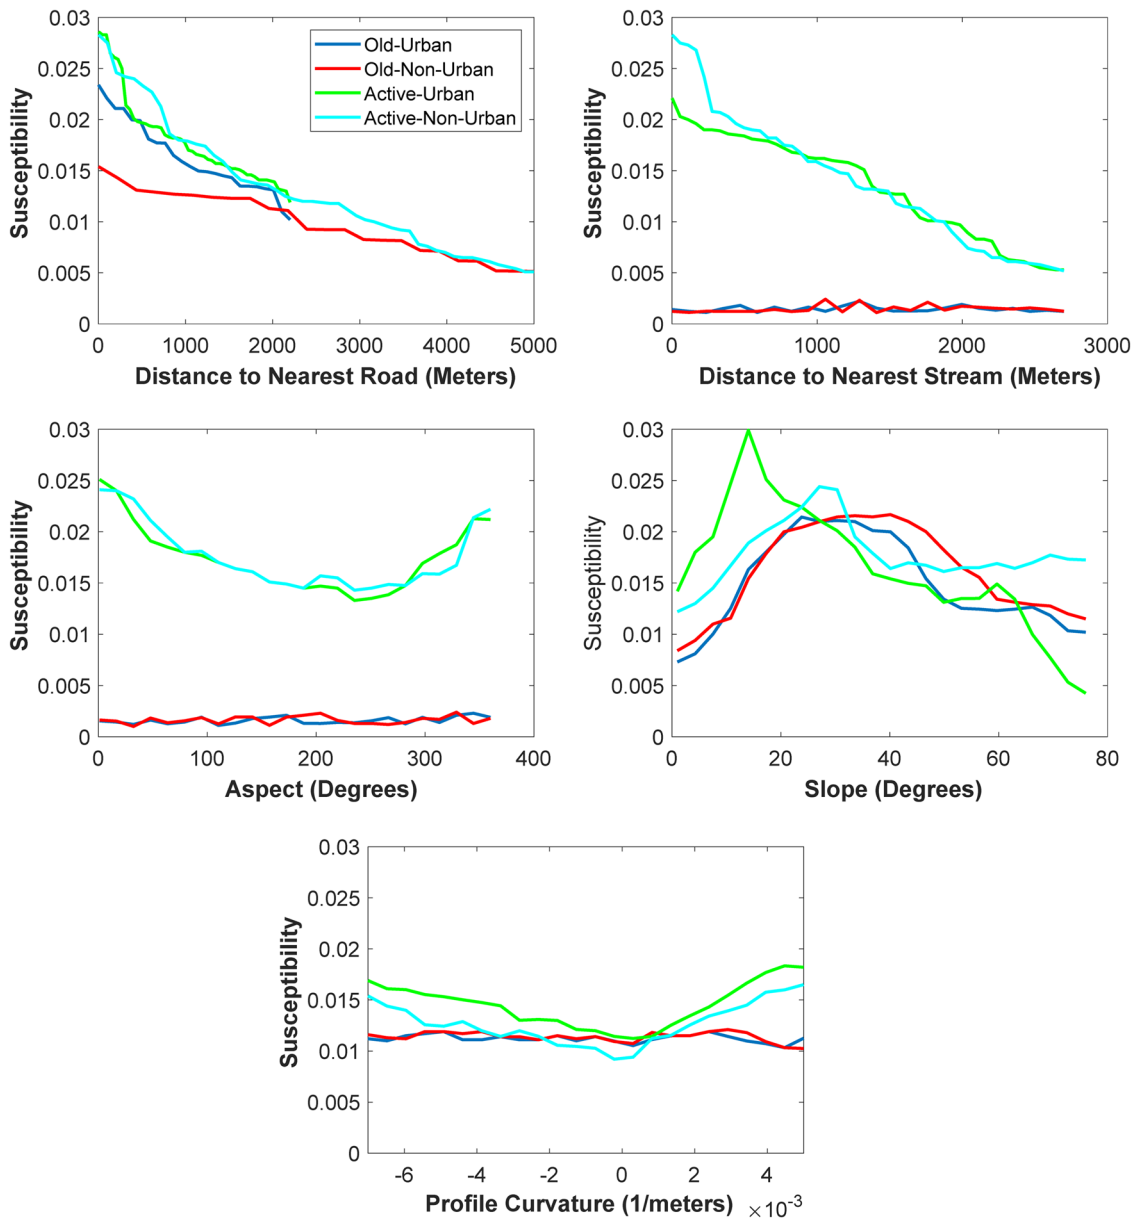 0.03
0.025
0.02
0.015
0.01
0.005
0
Susceptibility
0 1000 2000 3000 4000 5000
Distance to Nearest Road (Meters)
Old-Urban
Old-Non-Urban
Active-Urban
Active-Non-Urban
0.03
0.025
0.02
0.015
0.01
0.005
0
Susceptibility
0 1000 2000 3000
Distance to Nearest Stream (Meters)
0.03
0.025
0.02
0.015
0.01
0.005
0
Susceptibility
0 100 200 300 400
Aspect (Degrees)
0.03
0.025
0.02
0.015
0.01
0.005
0
Susceptibility
0 20 40 60 80
Slope (Degrees)
0.03
0.025
0.02
0.015
0.01
0.005
0
Susceptibility
-6 -4 -2 0 2 4
Profile Curvature (1/meters) ×10⁻³